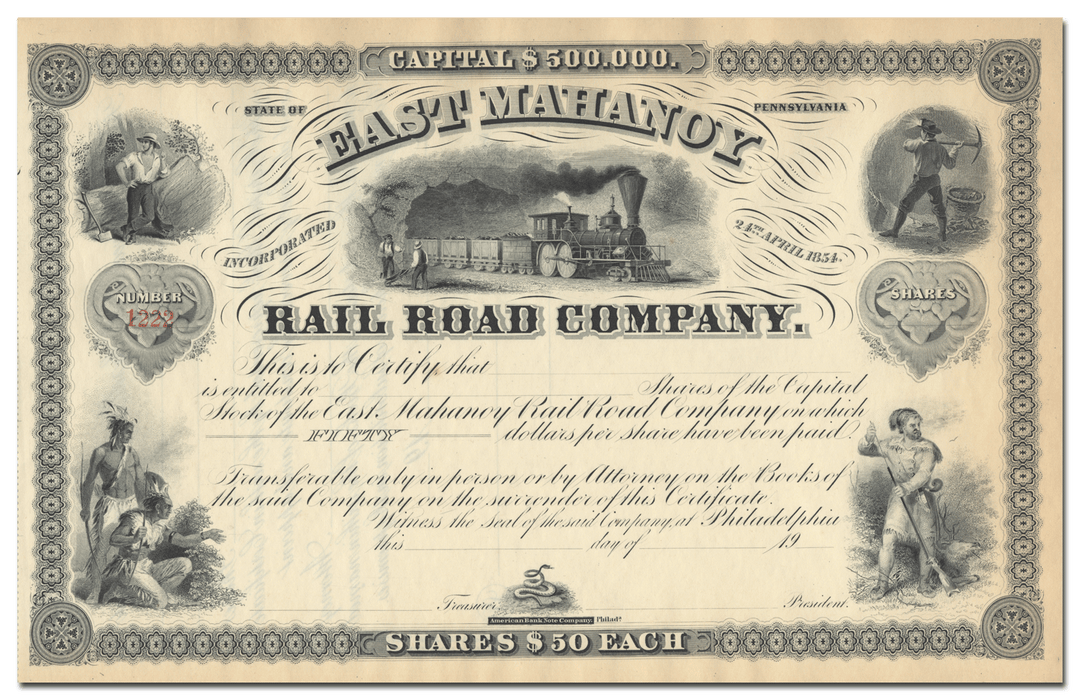 CAPITAL $500.000.
STATE OF PENNSYLVANIA
EAST MAHANOY
INCORPORATED 24TH APRIL 1854.
RAIL ROAD COMPANY.
NUMBER
1222
SHARES
This is to Certify, that
is entitled to Shares of the Capital
Stock of the East Mahanoy Rail Road Company on which
FIFTY dollars per share have been paid.
Transferable only in person or by Attorney on the Books of
the said Company on the surrender of this Certificate.
Witness the Seal of the said Company, at Philadelphia
this day of 19
Treasurer. President.
American Bank Note Company, Philada
SHARES $50 EACH